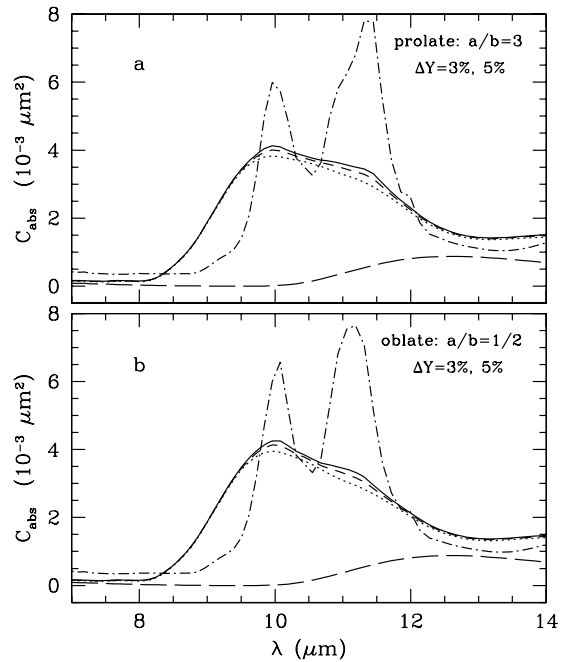 8
prolate: a/b=3
a
ΔY=3%, 5%
6
4
2
0
C_abs (10⁻³ μm²)
8
oblate: a/b=1/2
b
ΔY=3%, 5%
6
4
2
0
C_abs (10⁻³ μm²)
8 10 12 14
λ (μm)